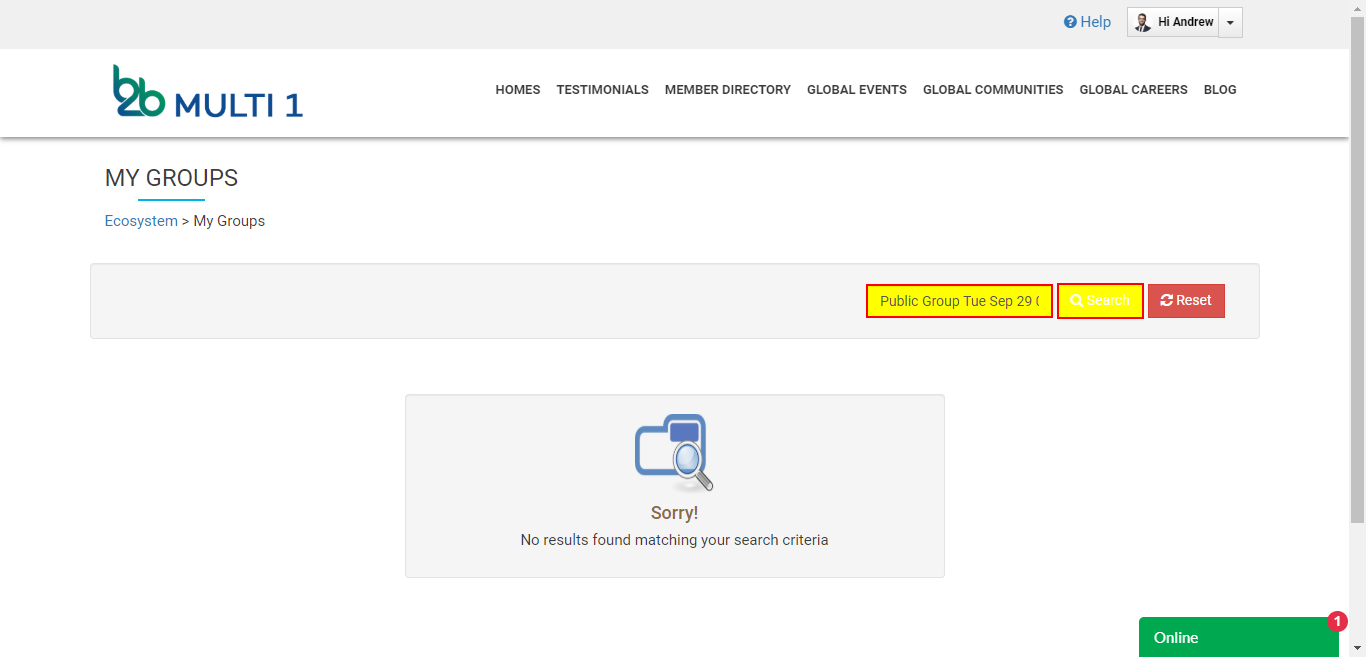 Help
Hi Andrew
b2b MULTI 1
HOMES TESTIMONIALS MEMBER DIRECTORY GLOBAL EVENTS GLOBAL COMMUNITIES GLOBAL CAREERS BLOG
MY GROUPS
Ecosystem > My Groups
Public Group Tue Sep 29
Search
Reset
Sorry!
No results found matching your search criteria
Online
1